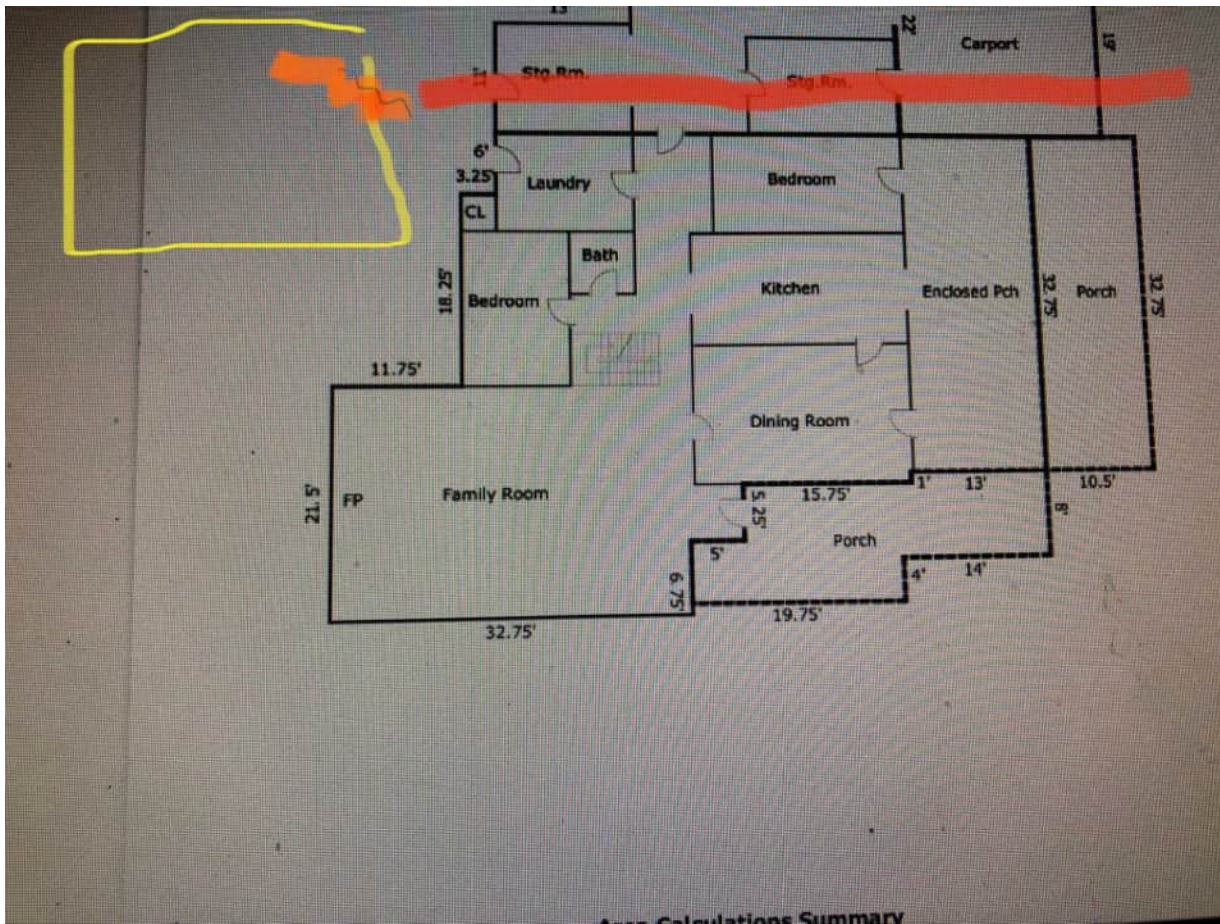 13'
22'
Carport
19'
11'
Stg.Rm.
Stg.Rm.
6'
3.25'
Laundry
Bedroom
CL
Bath
18.25'
Bedroom
Kitchen
Enclosed Pch
32.75'
Porch
32.75'
11.75'
Dining Room
21.5'
FP
Family Room
15.75'
1'
13'
10.5'
5.25'
Porch
8'
5'
4'
14'
6.75'
19.75'
32.75'
Area Calculations Summary